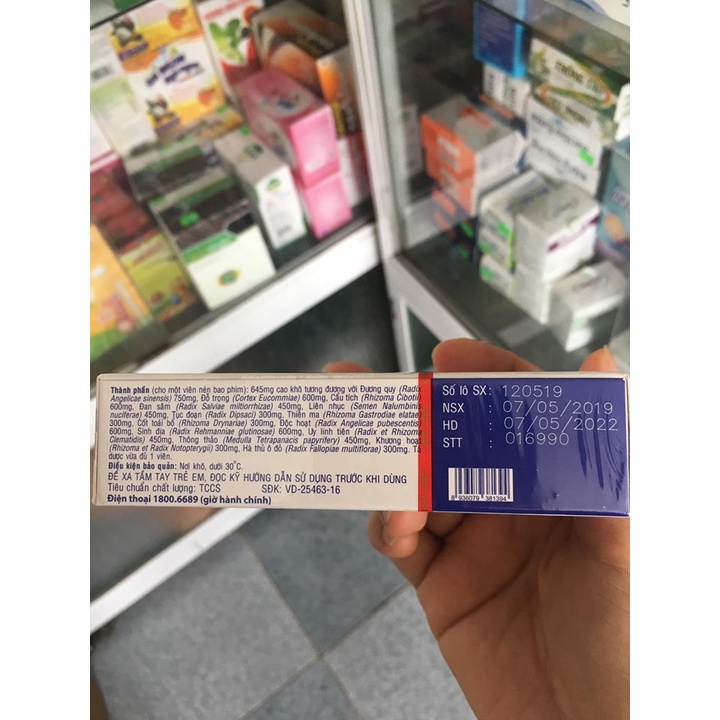 Thành phần (cho một viên nén bao phim): 645mg cao khô tương đương với Đương quy (Radix
Angelicae sinensis) 750mg, Đỗ trọng (Cortex Eucommiae) 600mg, Cẩu tích (Rhizoma Cibotii)
600mg, Đan sâm (Radix Salviae miltiorrhizae) 450mg, Liên nhục (Semen Nalumbinis
nuciferae) 450mg, Tục đoạn (Radix Dipsaci) 300mg, Thiên ma (Rhizoma Gastrodiae elatae)
300mg, Cốt toái bổ (Rhizoma Drynariae) 300mg, Độc hoạt (Radix Angelicae pubescentis)
600mg, Sinh địa (Radix Rehmanniae glutinosae) 600mg, Uy linh tiên (Radix et Rhizoma
Clematidis) 450mg, Thông thảo (Medulla Tetrapanacis papyrifery) 450mg, Khương hoạt
(Rhizoma et Radix Notopterygii) 300mg, Hà thủ ô đỏ (Radix Fallopiae multiflorae) 300mg. Tá
dược vừa đủ 1 viên.
Điều kiện bảo quản: Nơi khô, dưới 30°C.
ĐỂ XA TẦM TAY TRẺ EM, ĐỌC KỸ HƯỚNG DẪN SỬ DỤNG TRƯỚC KHI DÙNG
Tiêu chuẩn chất lượng: TCCS SĐK: VD-25463-16
Điện thoại 1800.6689 (giờ hành chính)
Số lô SX: 120519
NSX : 07/05/2019
HD : 07/05/2022
STT : 016990
8 936079 381394